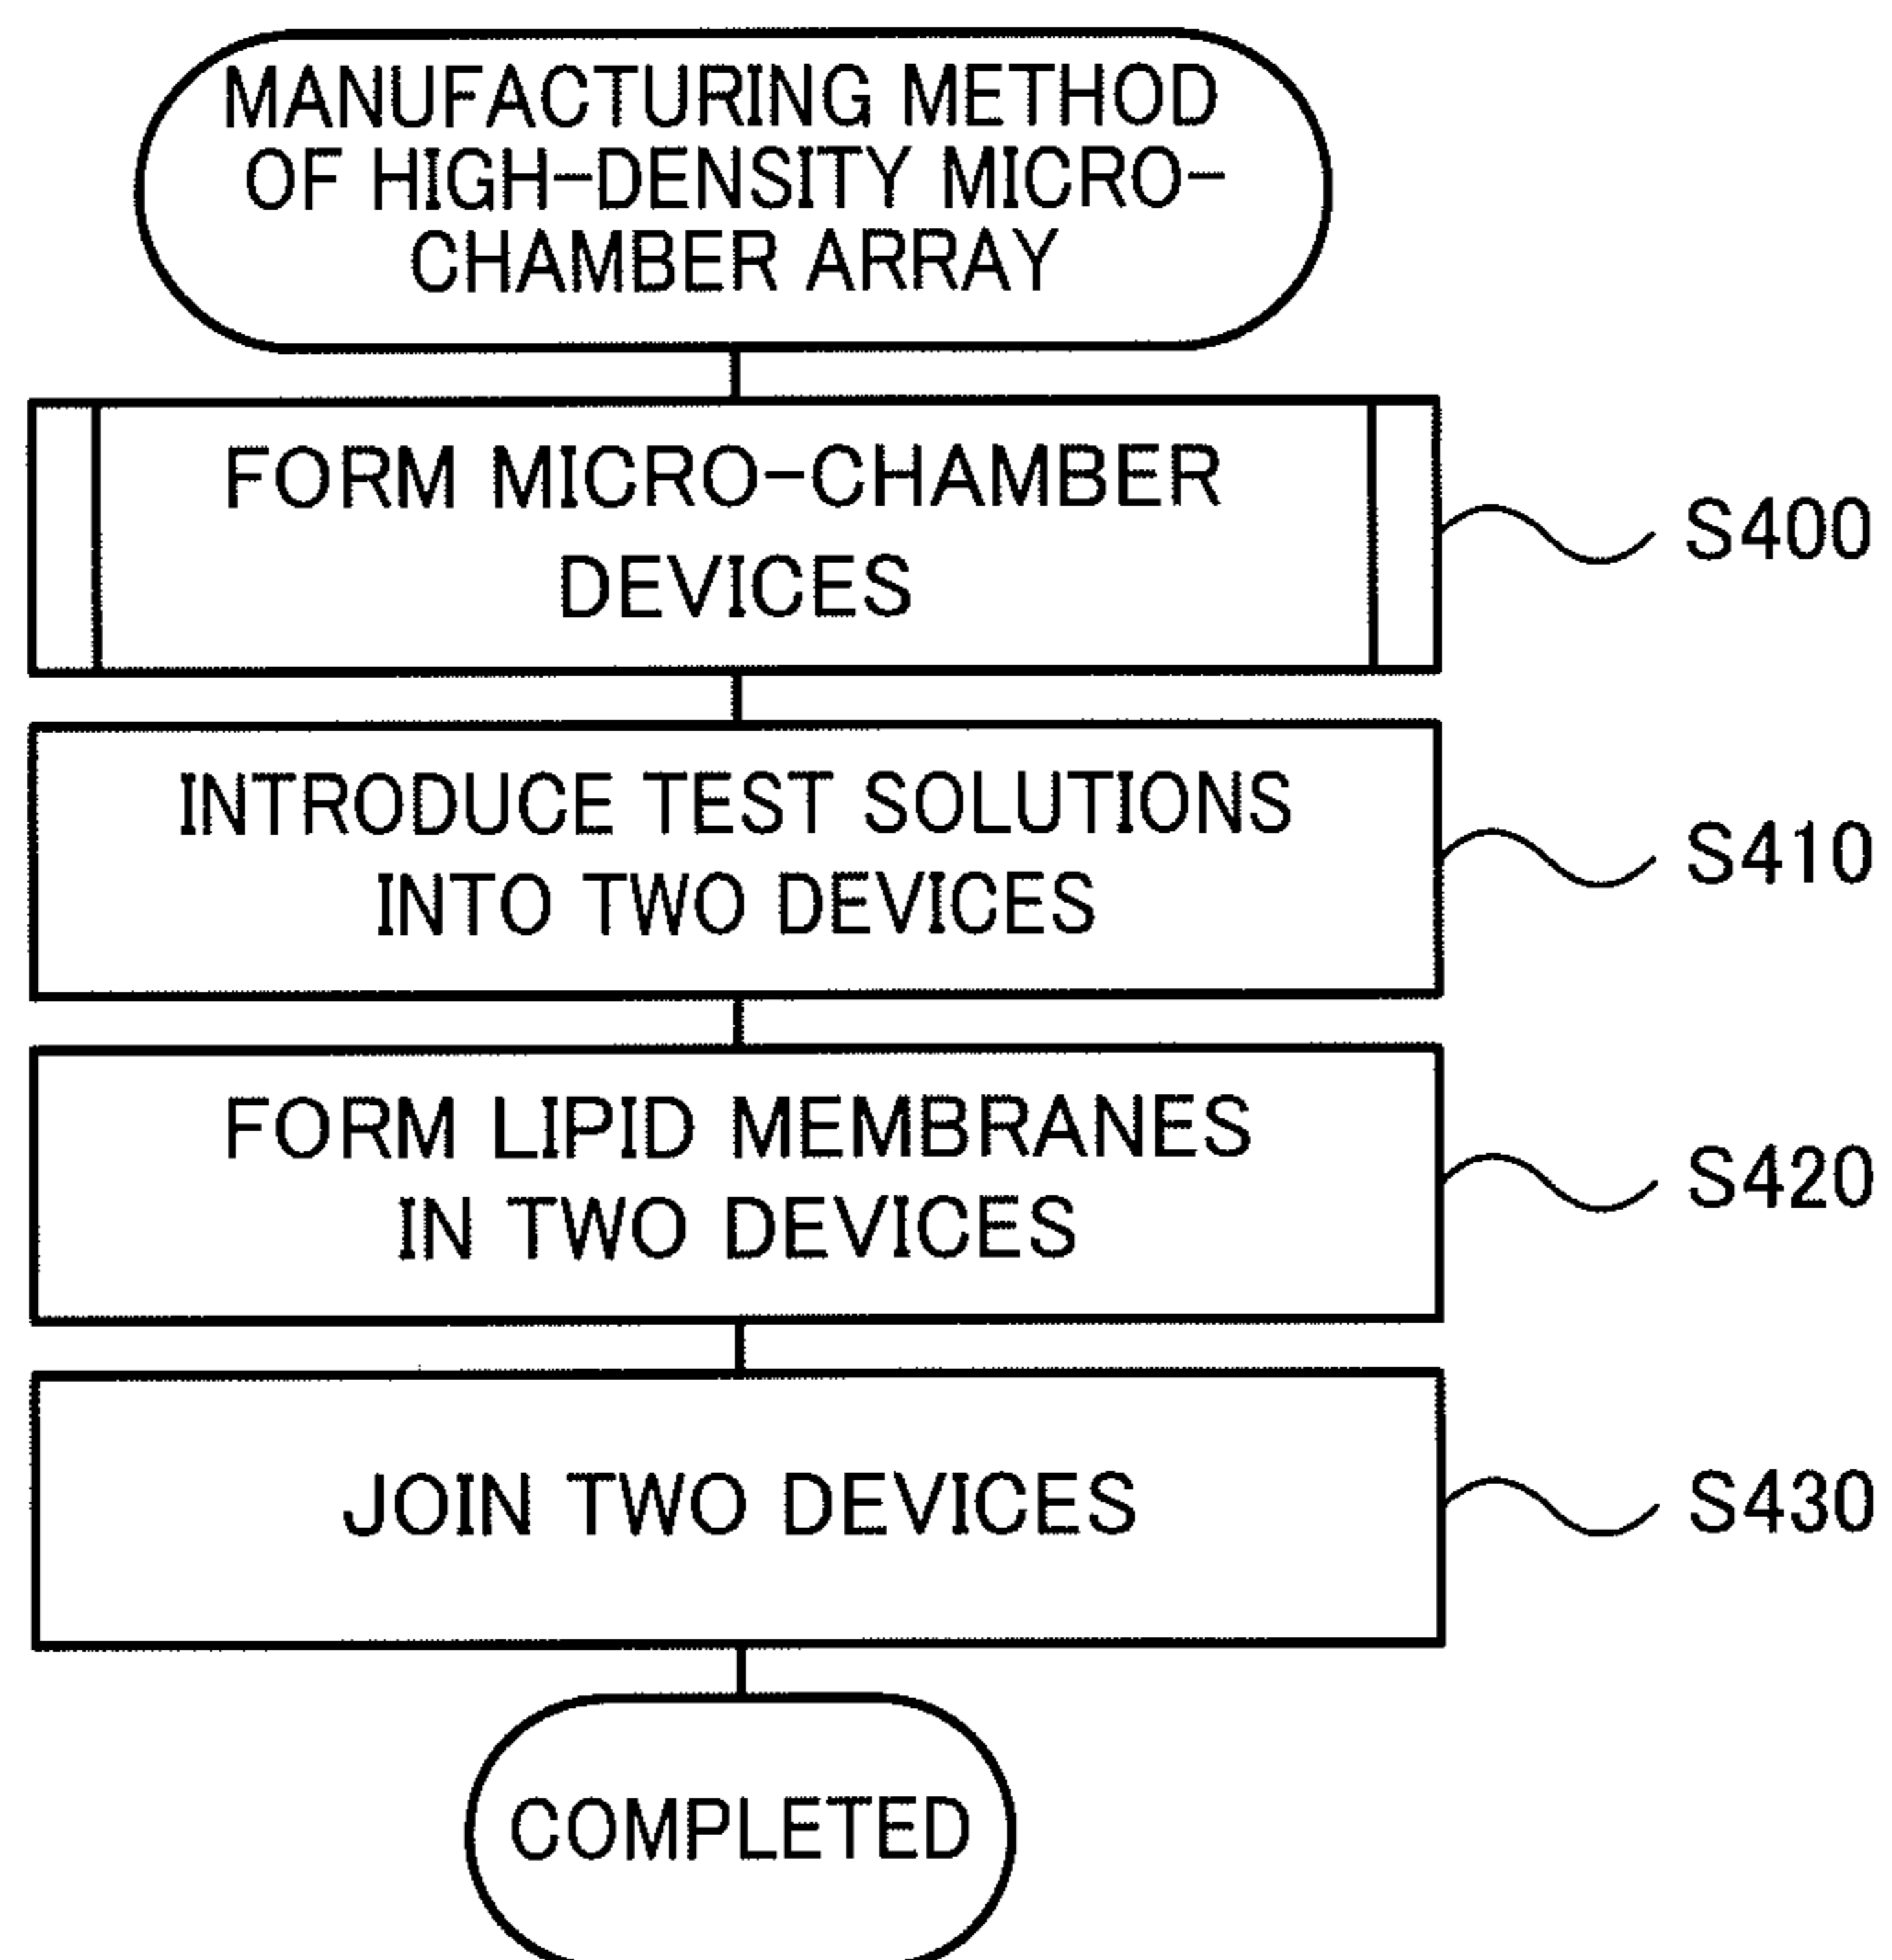 MANUFACTURING METHOD
OF HIGH-DENSITY MICRO-
CHAMBER ARRAY
FORM MICRO-CHAMBER
DEVICES
S400
INTRODUCE TEST SOLUTIONS
INTO TWO DEVICES
S410
FORM LIPID MEMBRANES
IN TWO DEVICES
S420
JOIN TWO DEVICES
S430
COMPLETED